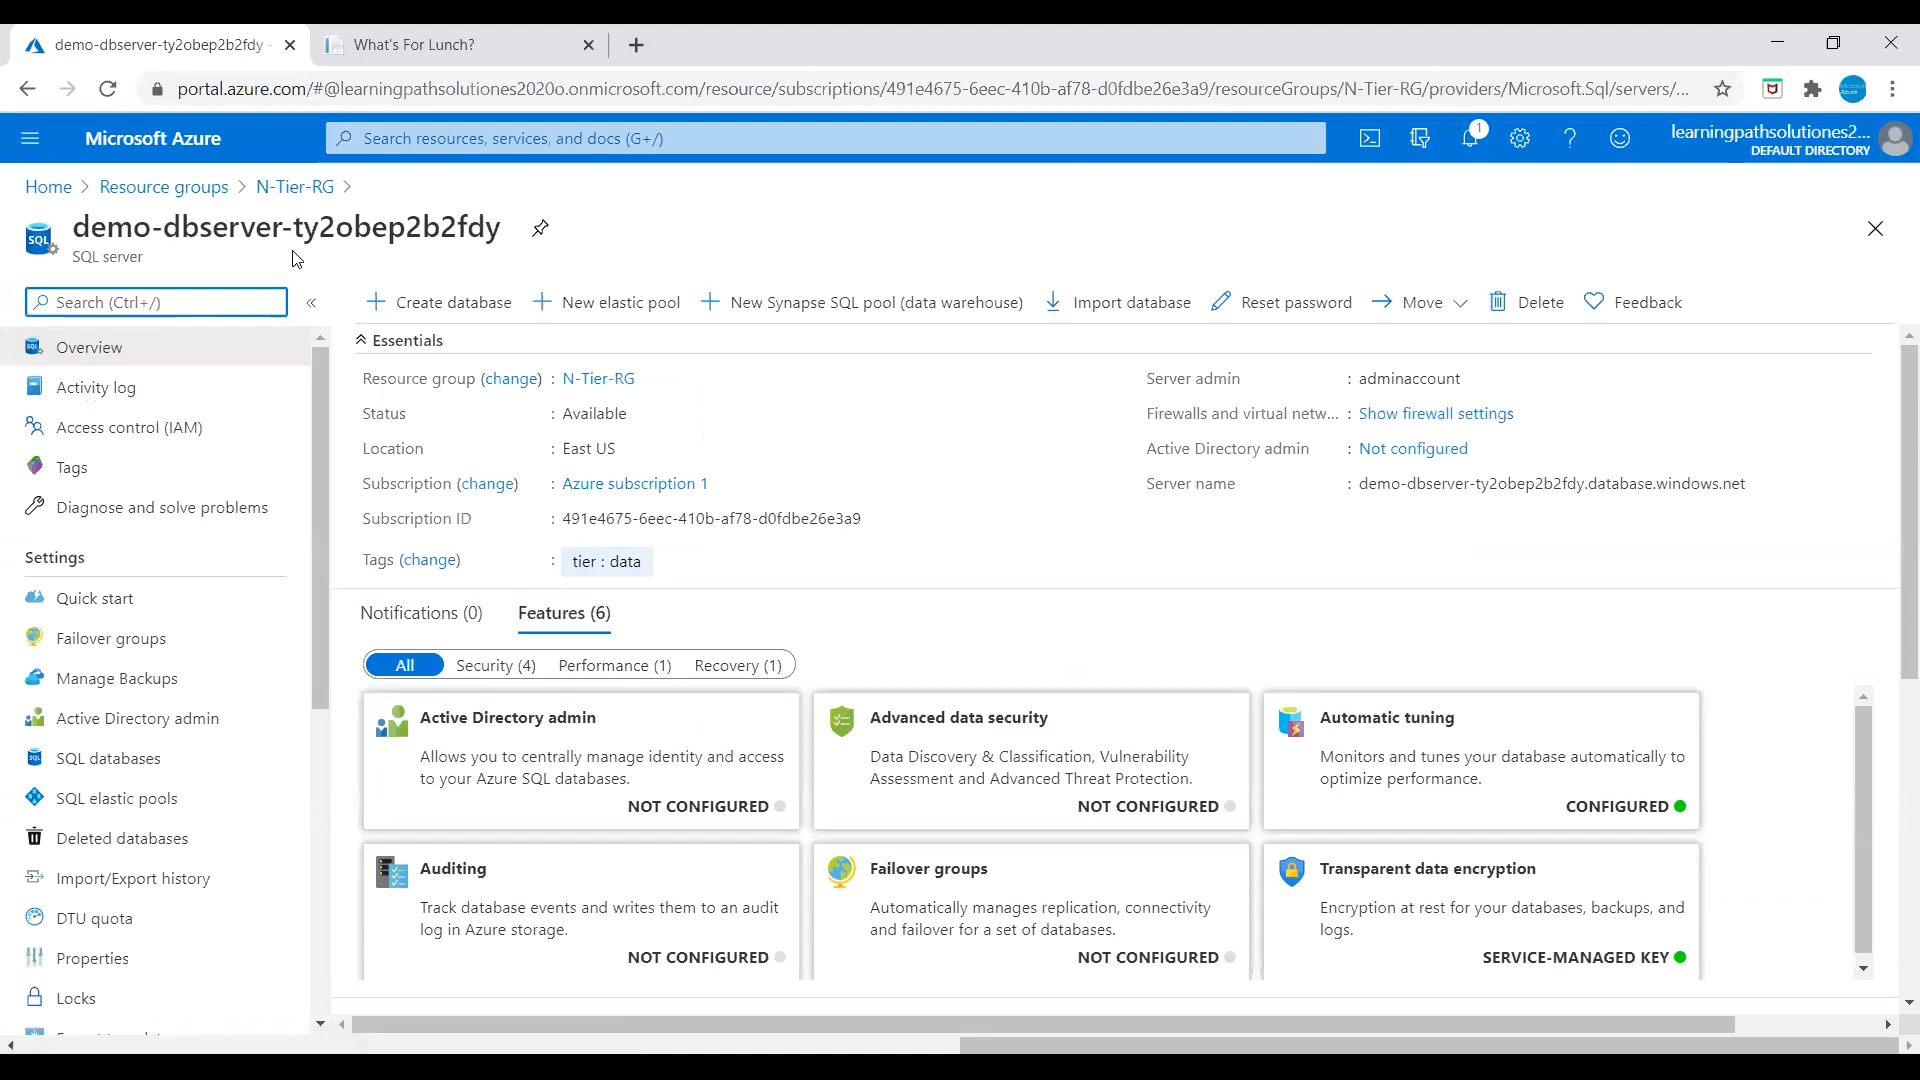 demo-dbserver-ty2obep2b2fdy -
What's For Lunch?
portal.azure.com/#@learningpathsolutiones2020o.onmicrosoft.com/resource/subscriptions/491e4675-6eec-410b-af78-d0fdbe26e3a9/resourceGroups/N-Tier-RG/providers/Microsoft.Sql/servers/...
Microsoft Azure
Search resources, services, and docs (G+/)
1
learningpathsolutiones2...
DEFAULT DIRECTORY
Home > Resource groups > N-Tier-RG >
demo-dbserver-ty2obep2b2fdy
SQL server
Search (Ctrl+/)
Overview
Activity log
Access control (IAM)
Tags
Diagnose and solve problems
Settings
Quick start
Failover groups
Manage Backups
Active Directory admin
SQL databases
SQL elastic pools
Deleted databases
Import/Export history
DTU quota
Properties
Locks
Create database
New elastic pool
New Synapse SQL pool (data warehouse)
Import database
Reset password
Move
Delete
Feedback
Essentials
Resource group (change) : N-Tier-RG
Status : Available
Location : East US
Subscription (change) : Azure subscription 1
Subscription ID : 491e4675-6eec-410b-af78-d0fdbe26e3a9
Tags (change) : tier : data
Server admin : adminaccount
Firewalls and virtual netw... : Show firewall settings
Active Directory admin : Not configured
Server name : demo-dbserver-ty2obep2b2fdy.database.windows.net
Notifications (0)
Features (6)
All
Security (4)
Performance (1)
Recovery (1)
Active Directory admin
Allows you to centrally manage identity and access
to your Azure SQL databases.
NOT CONFIGURED
Advanced data security
Data Discovery & Classification, Vulnerability
Assessment and Advanced Threat Protection.
NOT CONFIGURED
Automatic tuning
Monitors and tunes your database automatically to
optimize performance.
CONFIGURED
Auditing
Track database events and writes them to an audit
log in Azure storage.
NOT CONFIGURED
Failover groups
Automatically manages replication, connectivity
and failover for a set of databases.
NOT CONFIGURED
Transparent data encryption
Encryption at rest for your databases, backups, and
logs.
SERVICE-MANAGED KEY